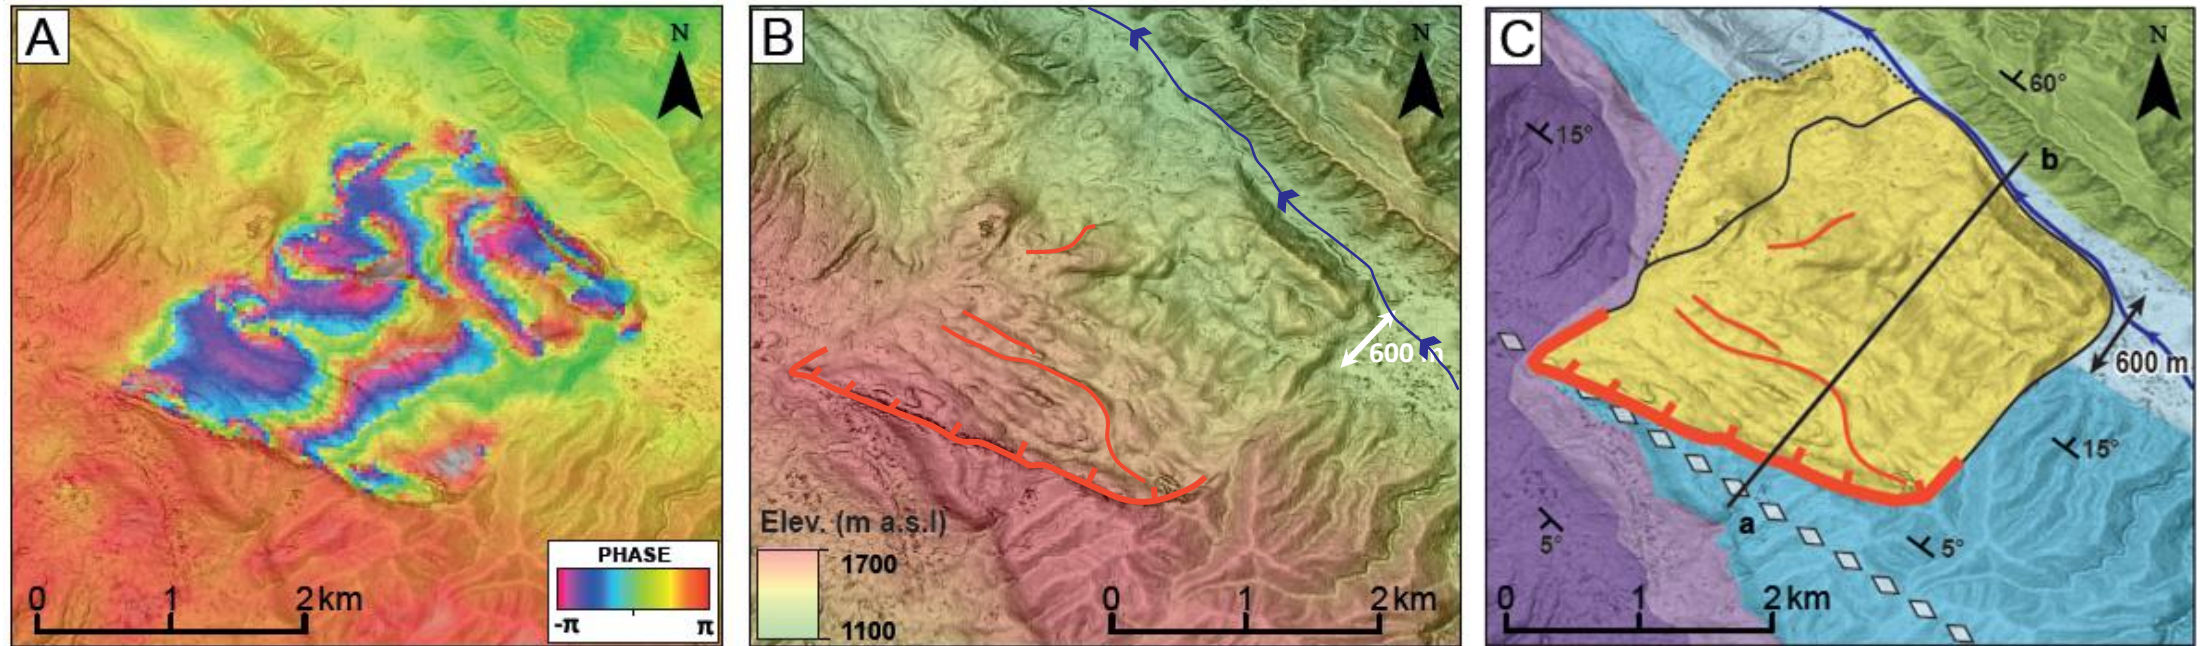 A
N
PHASE
-π π
0 1 2 km
B
N
600 m
Elev. (m a.s.l)
1700
1100
0 1 2 km
C
N
60°
15°
b
600 m
15°
a
5°
5°
0 1 2 km